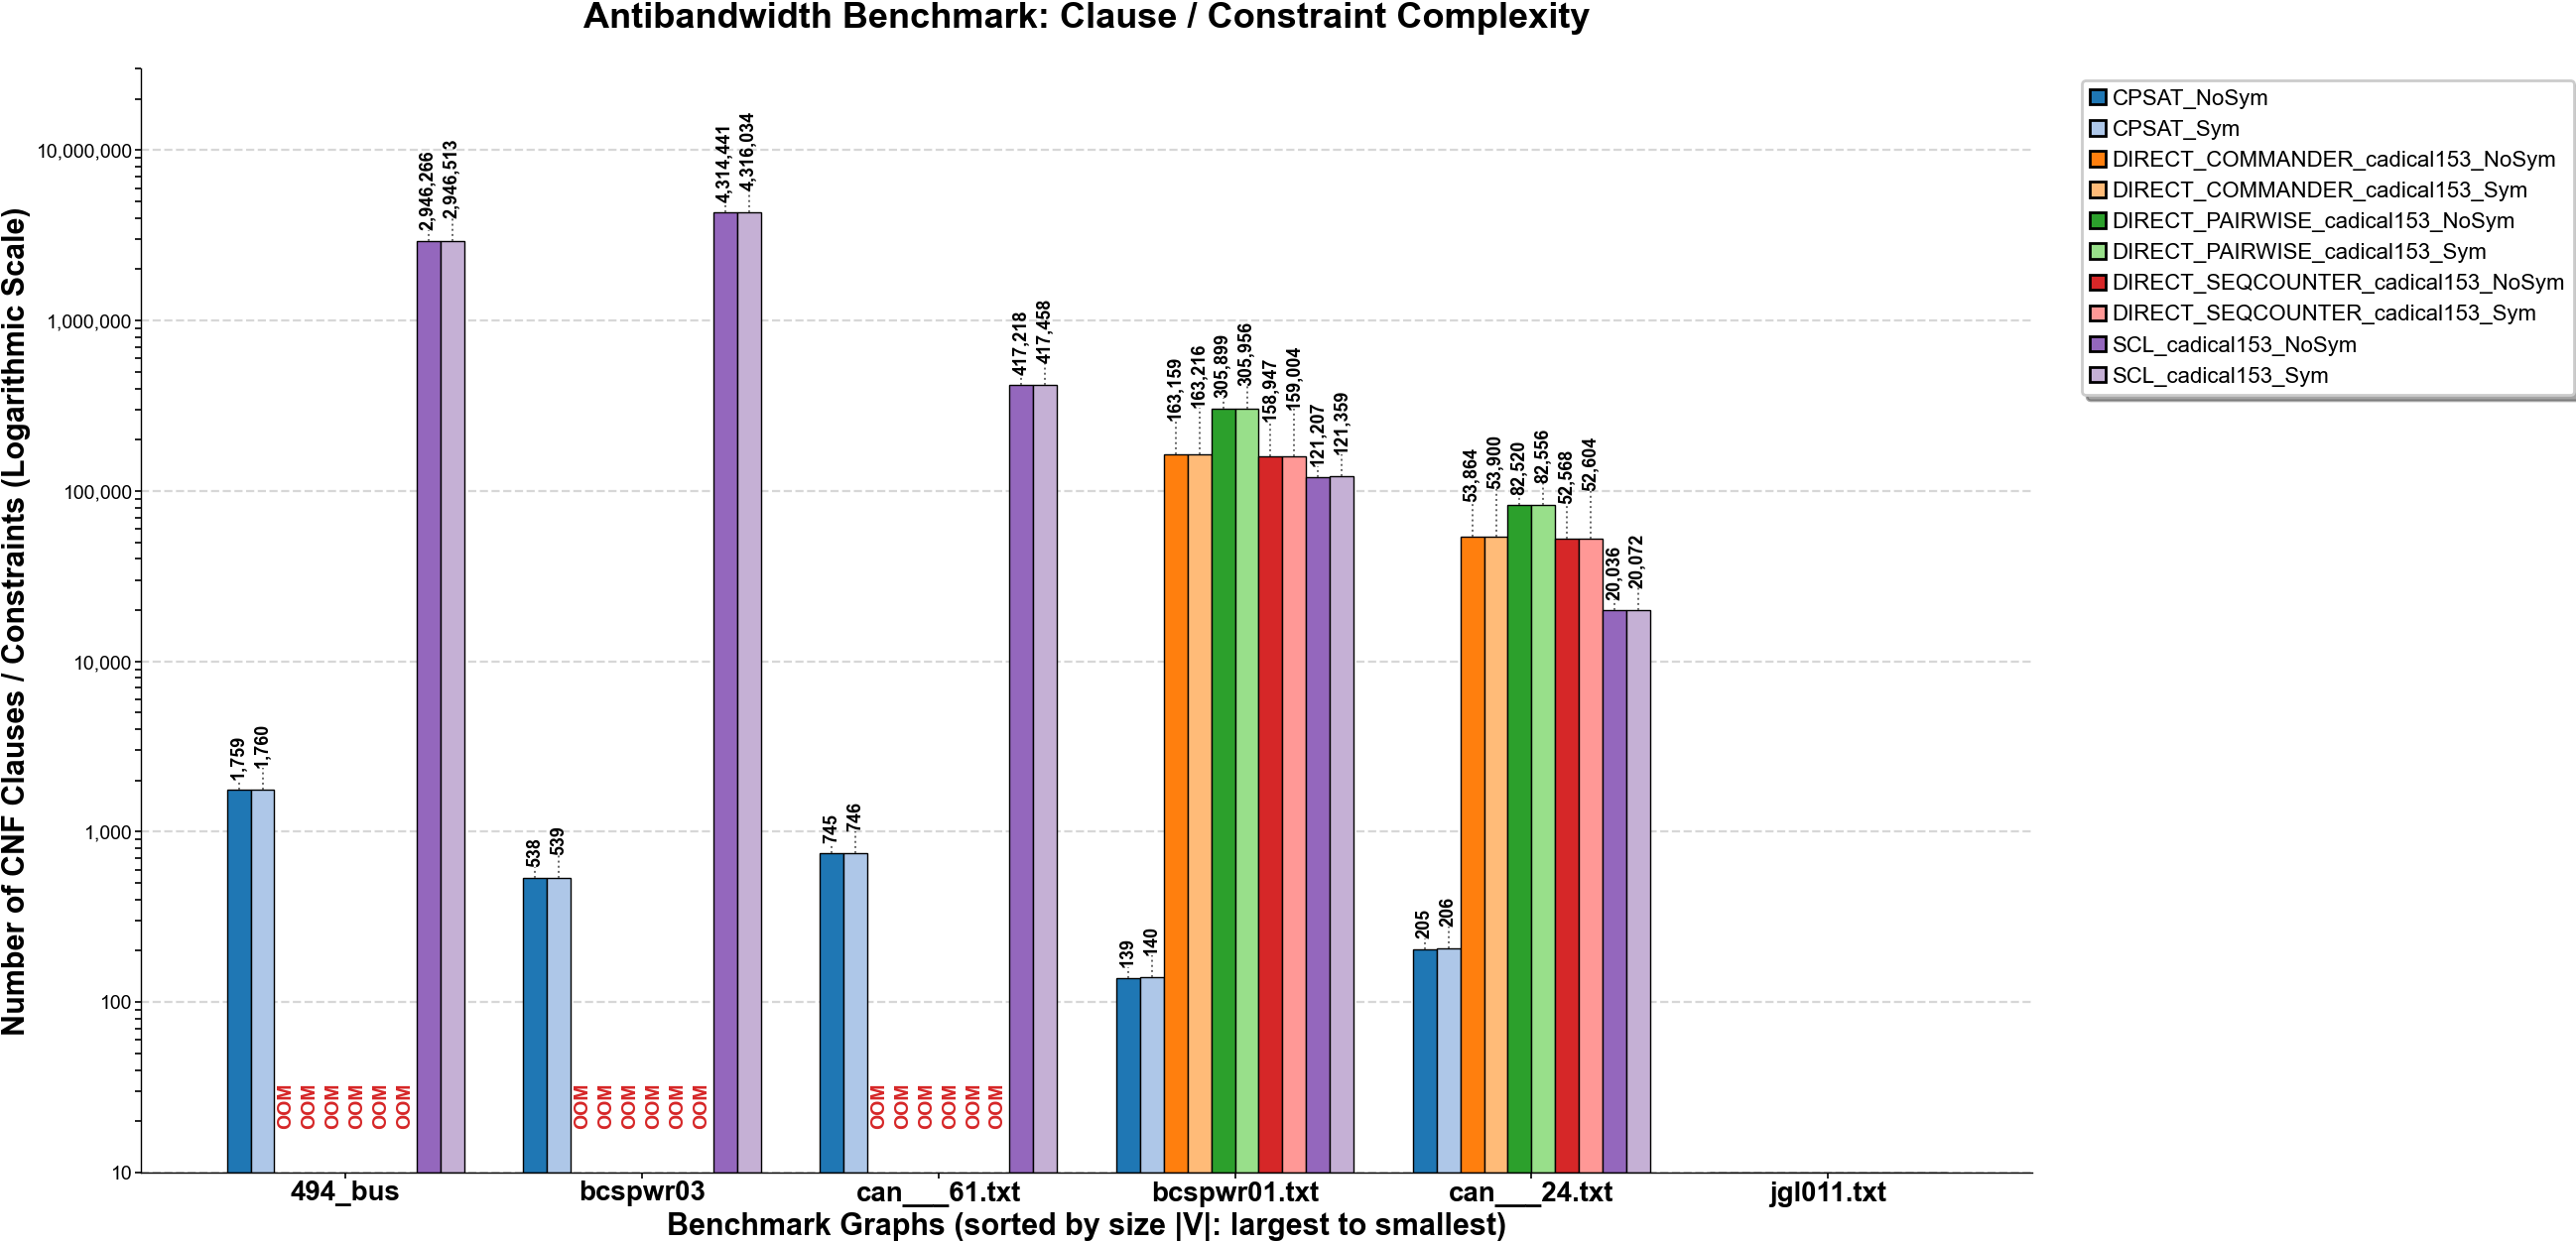 Antibandwidth Benchmark: Clause / Constraint Complexity
Number of CNF Clauses / Constraints (Logarithmic Scale)
10,000,000
1,000,000
100,000
10,000
1,000
100
10
1,759
1,760
OOM
OOM
OOM
OOM
OOM
OOM
2,946,266
2,946,513
538
539
OOM
OOM
OOM
OOM
OOM
OOM
4,314,441
4,316,034
745
746
OOM
OOM
OOM
OOM
OOM
OOM
417,218
417,458
139
140
163,159
163,216
305,899
305,956
158,947
159,004
121,207
121,359
205
206
53,864
53,900
82,520
82,556
52,568
52,604
20,036
20,072
494_bus
bcspwr03
can___61.txt
bcspwr01.txt
can___24.txt
jgl011.txt
Benchmark Graphs (sorted by size |V|: largest to smallest)
CPSAT_NoSym
CPSAT_Sym
DIRECT_COMMANDER_cadical153_NoSym
DIRECT_COMMANDER_cadical153_Sym
DIRECT_PAIRWISE_cadical153_NoSym
DIRECT_PAIRWISE_cadical153_Sym
DIRECT_SEQCOUNTER_cadical153_NoSym
DIRECT_SEQCOUNTER_cadical153_Sym
SCL_cadical153_NoSym
SCL_cadical153_Sym